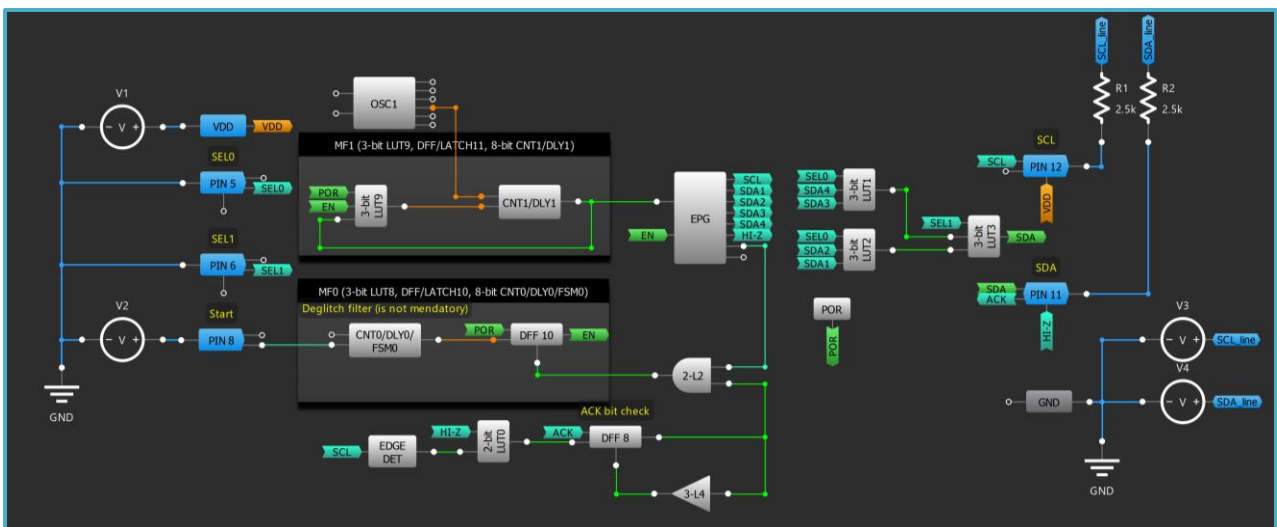 SCL_line
SDA_line
V1
- V +
VDD
VDD
OSC1
R1
2.5k
R2
2.5k
SEL0
PIN 5
SEL0
MF1 (3-bit LUT9, DFF/LATCH11, 8-bit CNT1/DLY1)
POR
EN
3-bit
LUT9
CNT1/DLY1
EPG
EN
SCL
SDA1
SDA2
SDA3
SDA4
HI-Z
SEL0
SDA4
SDA3
3-bit
LUT1
SEL0
SDA2
SDA1
3-bit
LUT2
SEL1
3-bit
LUT3
SDA
SCL
SCL
PIN 12
VDD
SEL1
PIN 6
SEL1
SDA
SDA
ACK
PIN 11
HI-Z
MF0 (3-bit LUT8, DFF/LATCH10, 8-bit CNT0/DLY0/FSM0)
Deglitch filter (is not mendatory)
V2
- V +
Start
PIN 8
CNT0/DLY0/
FSM0
POR
DFF 10
EN
POR
POR
V3
- V +
SCL_line
V4
- V +
SDA_line
GND
GND
GND
2-L2
ACK bit check
SCL
EDGE
DET
HI-Z
2-bit
LUT0
ACK
DFF 8
3-L4